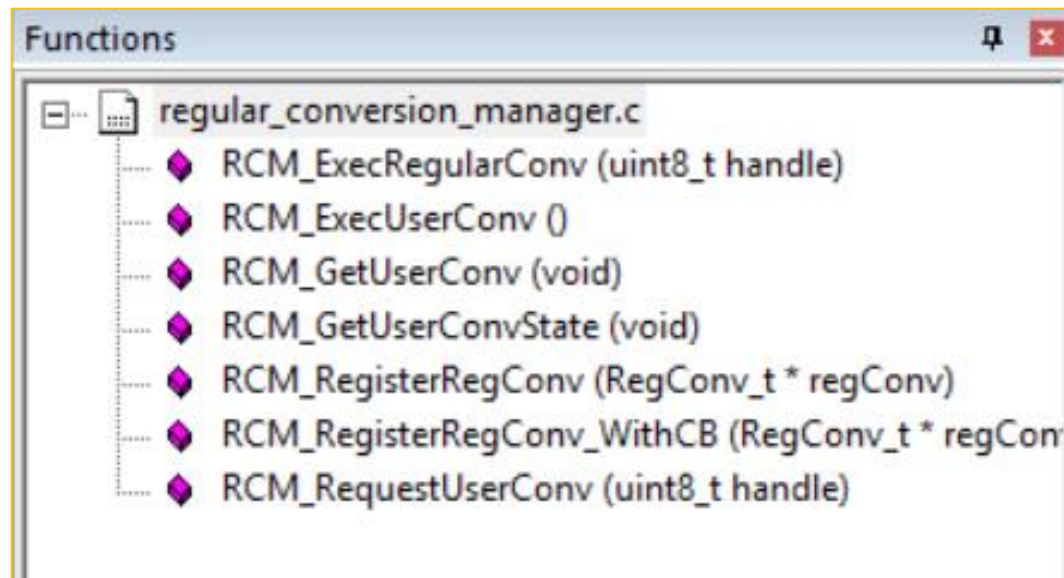 Functions
regular_conversion_manager.c
RCM_ExecRegularConv (uint8_t handle)
RCM_ExecUserConv ()
RCM_GetUserConv (void)
RCM_GetUserConvState (void)
RCM_RegisterRegConv (RegConv_t * regConv)
RCM_RegisterRegConv_WithCB (RegConv_t * regCon
RCM_RequestUserConv (uint8_t handle)